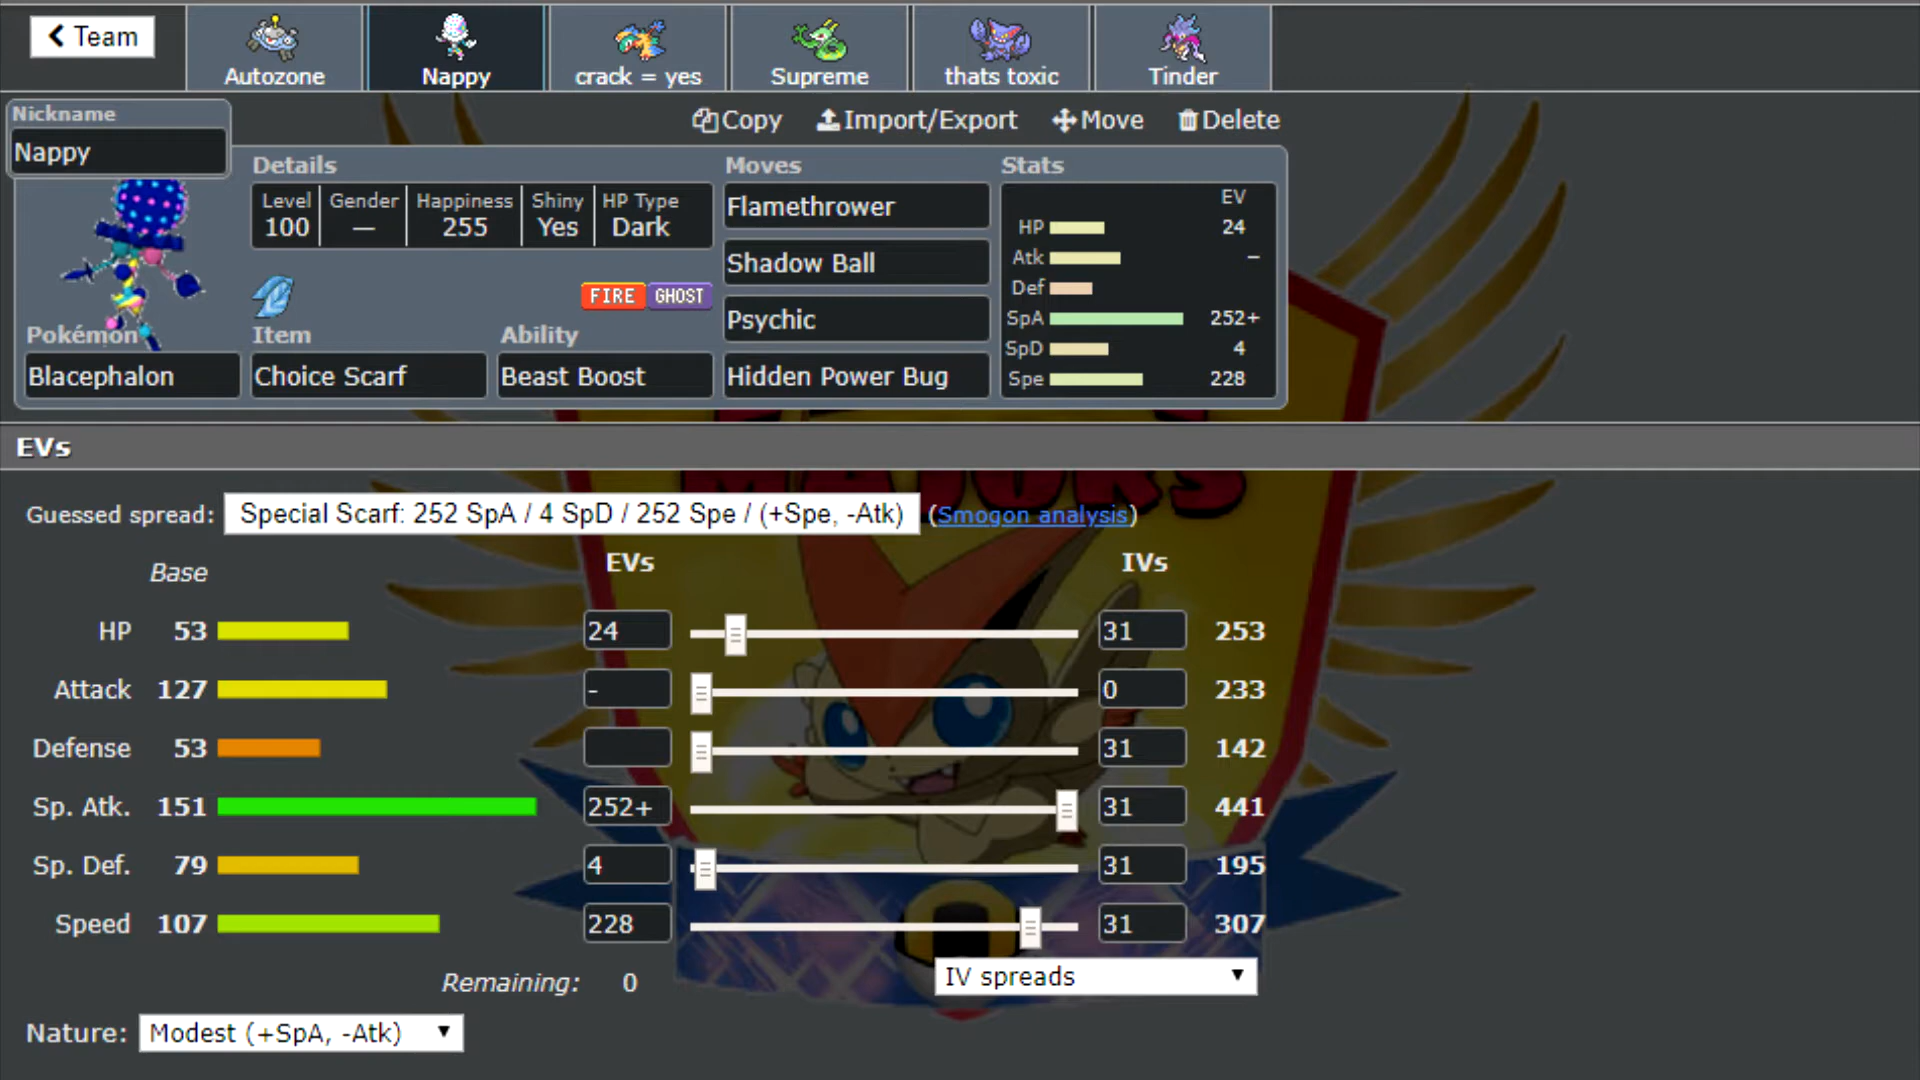 Team
Autozone
Nappy
crack = yes
Supreme
thats toxic
Tinder
Copy
Import/Export
Move
Delete
Nickname
Nappy
Details
Level Gender Happiness Shiny HP Type
100 — 255 Yes Dark
FIRE GHOST
Pokémon Item Ability
Blacephalon Choice Scarf Beast Boost
Moves
Flamethrower
Shadow Ball
Psychic
Hidden Power Bug
Stats
EV
HP 24
Atk –
Def
SpA 252+
SpD 4
Spe 228
EVs
Guessed spread: Special Scarf: 252 SpA / 4 SpD / 252 Spe / (+Spe, -Atk) (Smogon analysis)
MAJORS
Base EVs IVs
HP 53 24 31 253
Attack 127 - 0 233
Defense 53 31 142
Sp. Atk. 151 252+ 31 441
Sp. Def. 79 4 31 195
Speed 107 228 31 307
Remaining: 0 IV spreads
Nature: Modest (+SpA, -Atk)